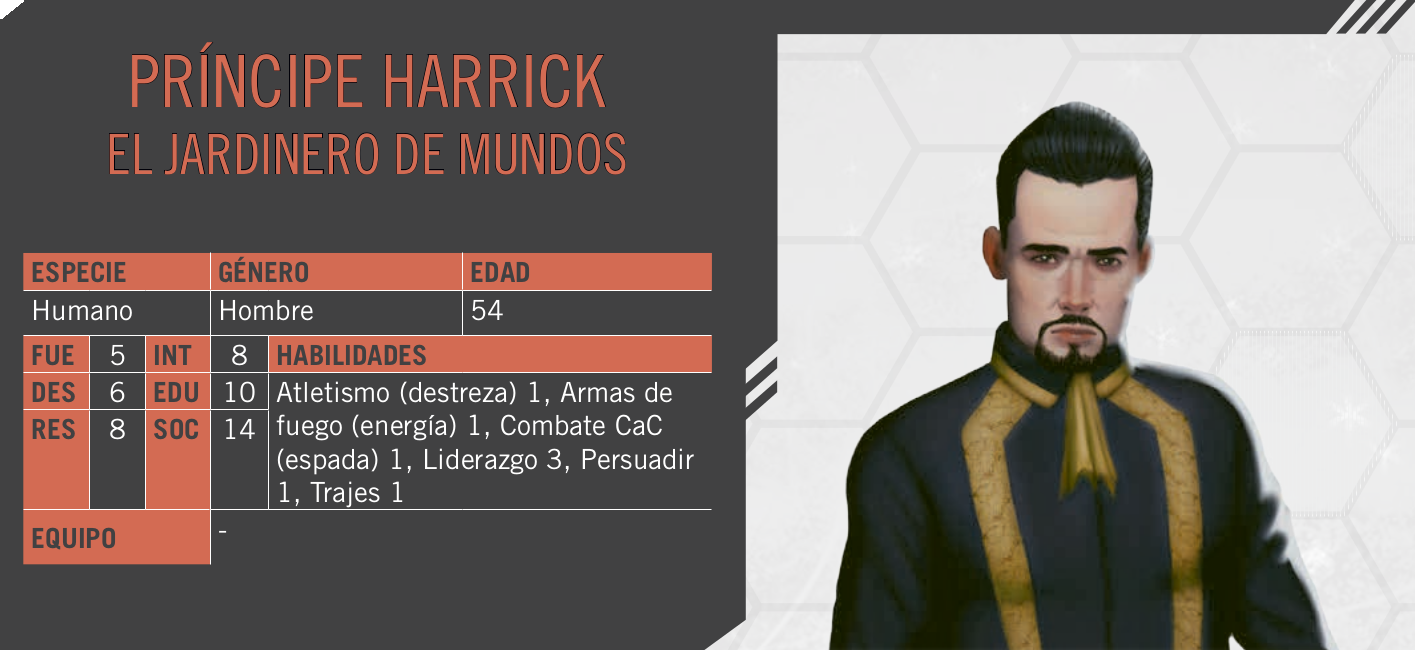 PRÍNCIPE HARRICK
EL JARDINERO DE MUNDOS
ESPECIE GÉNERO EDAD
Humano Hombre 54
FUE 5 INT 8 HABILIDADES
DES 6 EDU 10 Atletismo (destreza) 1, Armas de
RES 8 SOC 14 fuego (energía) 1, Combate CaC
(espada) 1, Liderazgo 3, Persuadir
1, Trajes 1
EQUIPO -